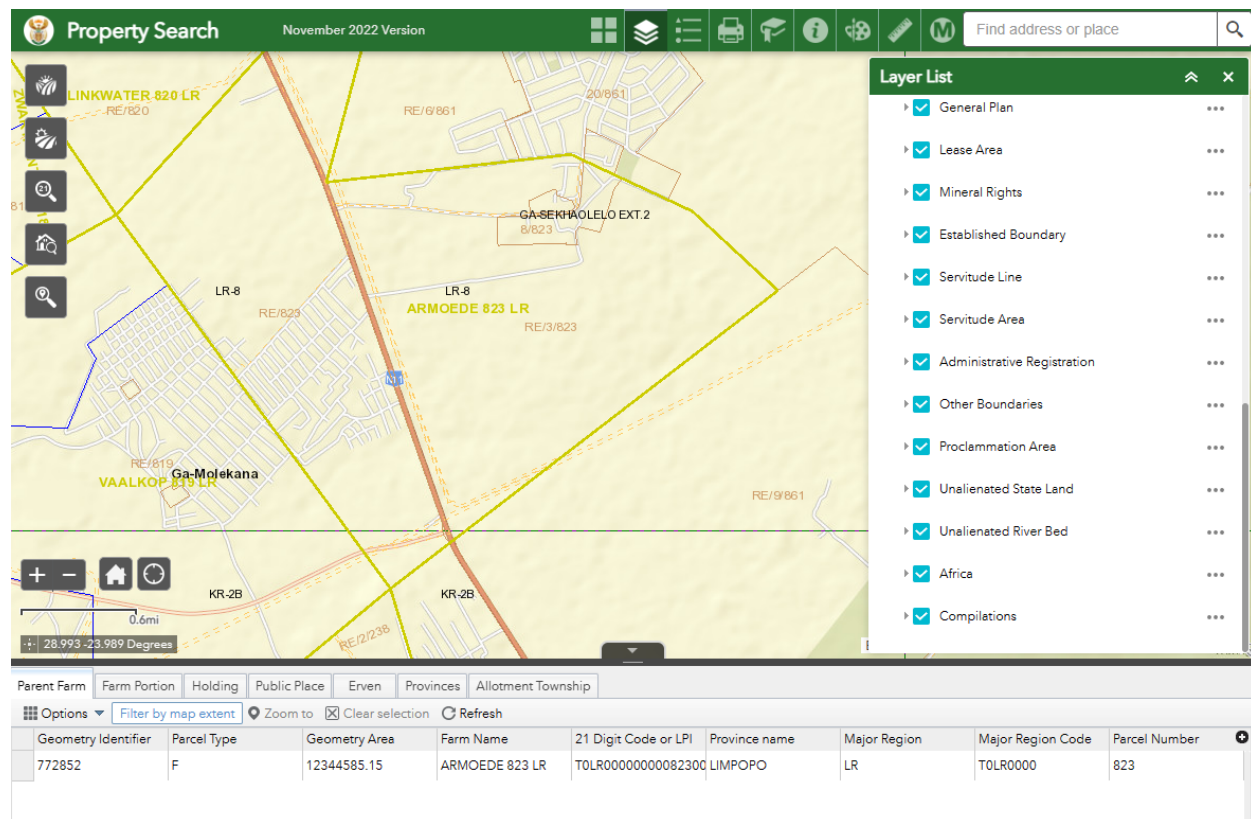 Property Search
November 2022 Version
Find address or place
LINKWATER 820 LR
RE/820
RE/6/861
20/861
GA-SEKHAOLELO EXT.2
8/823
LR-8
LR-8
ARMOEDE 823 LR
RE/823
RE/3/823
N11
RE/819
Ga-Molekana
VAALKOP 819 LR
RE/9/861
KR-2B
KR-2B
RE/2/238
21
+ −
0.6mi
28.993 -23.989 Degrees
Layer List
General Plan
Lease Area
Mineral Rights
Established Boundary
Servitude Line
Servitude Area
Administrative Registration
Other Boundaries
Proclammation Area
Unalienated State Land
Unalienated River Bed
Africa
Compilations
Parent Farm Farm Portion Holding Public Place Erven Provinces Allotment Township
Options Filter by map extent Zoom to Clear selection Refresh
Geometry Identifier Parcel Type Geometry Area Farm Name 21 Digit Code or LPI Province name Major Region Major Region Code Parcel Number
772852 F 12344585.15 ARMOEDE 823 LR T0LR00000000082300 LIMPOPO LR T0LR0000 823